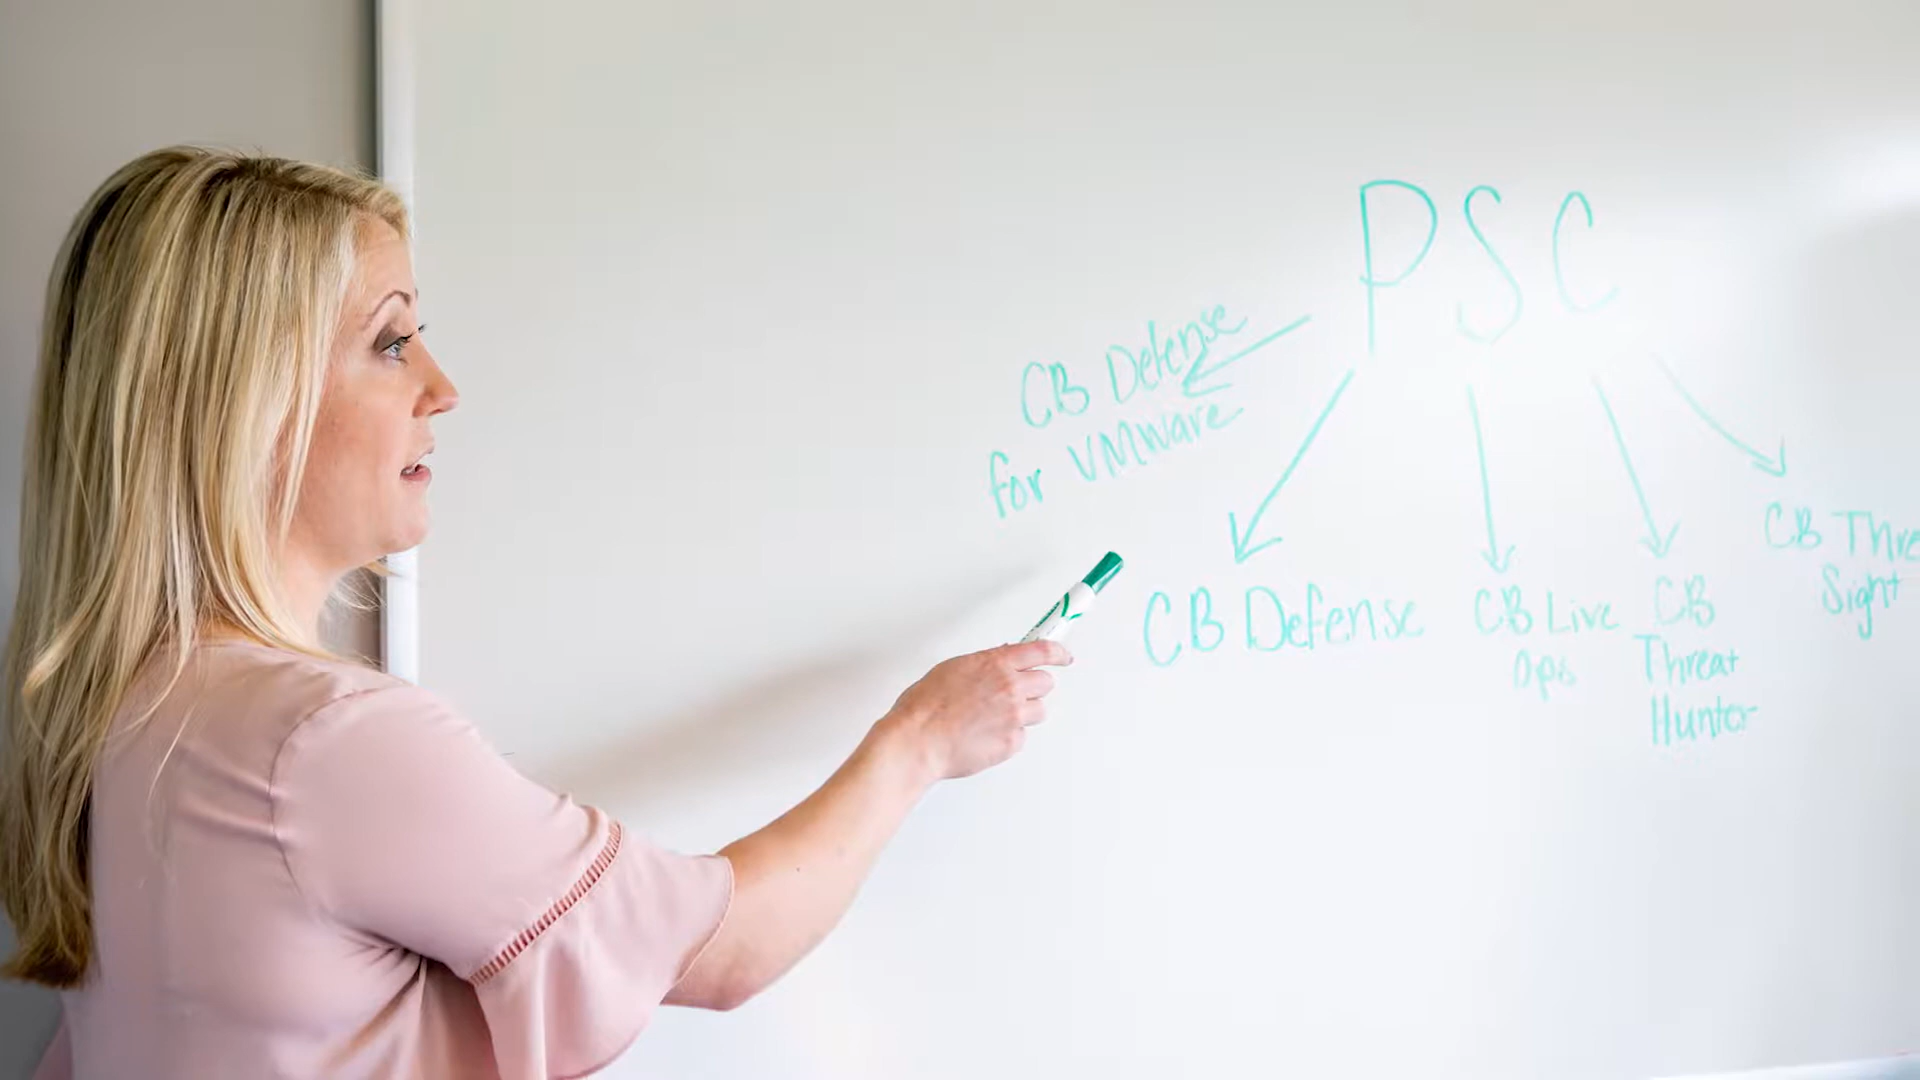 PSC
CB Defense
for VMWare
CB Defense
CB Live
Ops
CB
Threat
Hunter
CB Thre
Sight